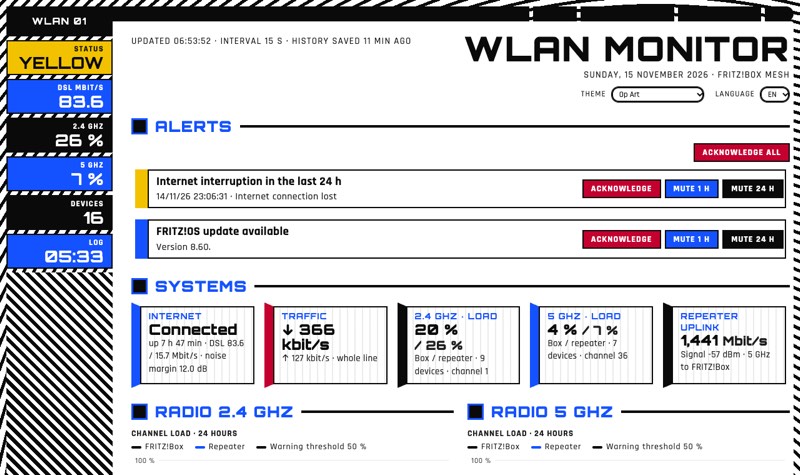 WLAN 01
STATUS
YELLOW
DSL MBIT/S
83.6
2.4 GHZ
26 %
5 GHZ
7 %
DEVICES
16
LOG
05:33
UPDATED 06:53:52 · INTERVAL 15 S · HISTORY SAVED 11 MIN AGO
WLAN MONITOR
SUNDAY, 15 NOVEMBER 2026 · FRITZ!BOX MESH
THEME Op Art LANGUAGE EN
ALERTS
ACKNOWLEDGE ALL
Internet interruption in the last 24 h
14/11/26 23:06:31 · Internet connection lost
ACKNOWLEDGE MUTE 1 H MUTE 24 H
FRITZ!OS update available
Version 8.60.
ACKNOWLEDGE MUTE 1 H MUTE 24 H
SYSTEMS
INTERNET
Connected
up 7 h 47 min · DSL 83.6
/ 15.7 Mbit/s · noise
margin 12.0 dB
TRAFFIC
↓ 366
kbit/s
↑ 127 kbit/s · whole line
2.4 GHZ · LOAD
20 %
/ 26 %
Box / repeater · 9
devices · channel 1
5 GHZ · LOAD
4 % / 7 %
Box / repeater · 7
devices · channel 36
REPEATER
UPLINK
1,441 Mbit/s
Signal -57 dBm · 5 GHz
to FRITZ!Box
RADIO 2.4 GHZ
CHANNEL LOAD · 24 HOURS
FRITZ!Box Repeater Warning threshold 50 %
100 %
RADIO 5 GHZ
CHANNEL LOAD · 24 HOURS
FRITZ!Box Repeater Warning threshold 50 %
100 %